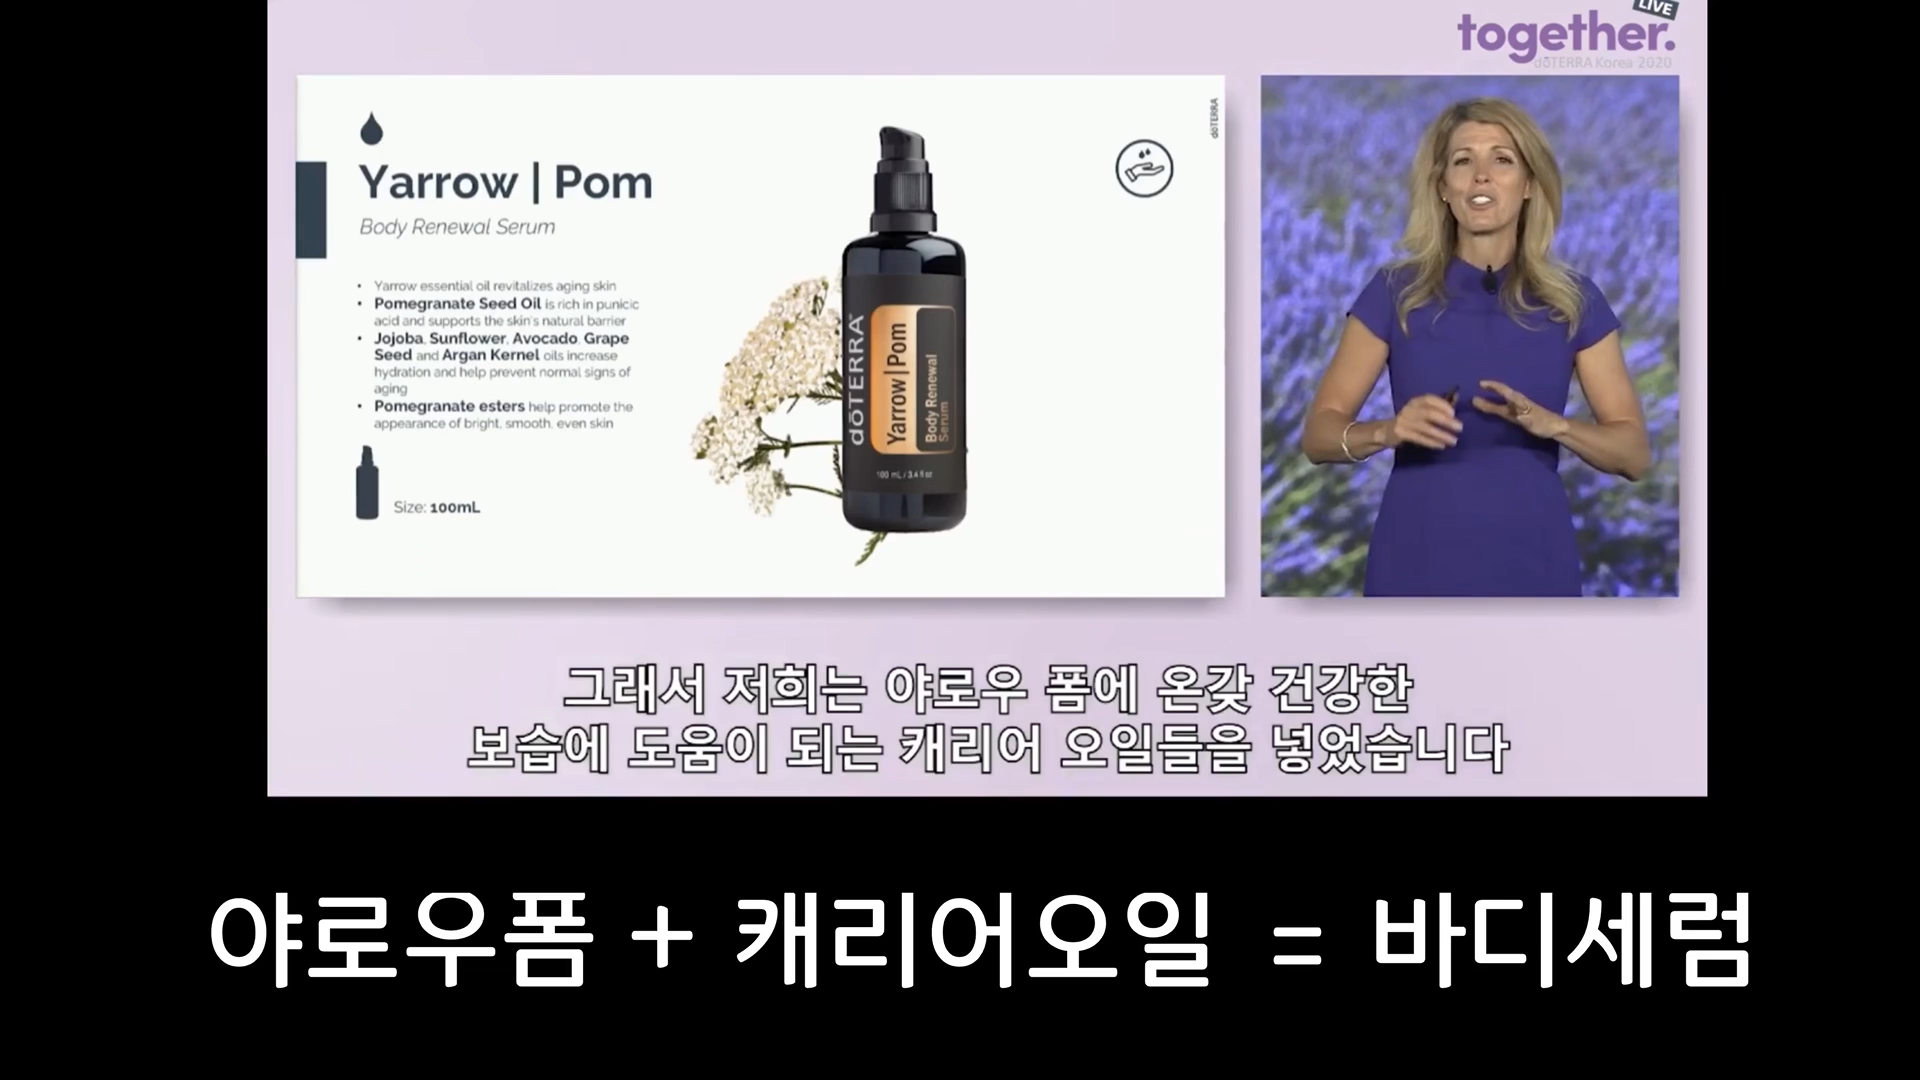 LIVE
together.
dōTERRA Korea 2020
dōTERRA
Yarrow | Pom
Body Renewal Serum
• Yarrow essential oil revitalizes aging skin
• Pomegranate Seed Oil is rich in punicic
acid and supports the skin's natural barrier
• Jojoba, Sunflower, Avocado, Grape
Seed and Argan Kernel oils increase
hydration and help prevent normal signs of
aging
• Pomegranate esters help promote the
appearance of bright, smooth, even skin
Size: 100mL
dōTERRA
Yarrow|Pom
Body Renewal
Serum
100 mL / 3.4 fl oz
그래서 저희는 야로우 폼에 온갖 건강한
보습에 도움이 되는 캐리어 오일들을 넣었습니다
야로우폼 + 캐리어오일 = 바디세럼